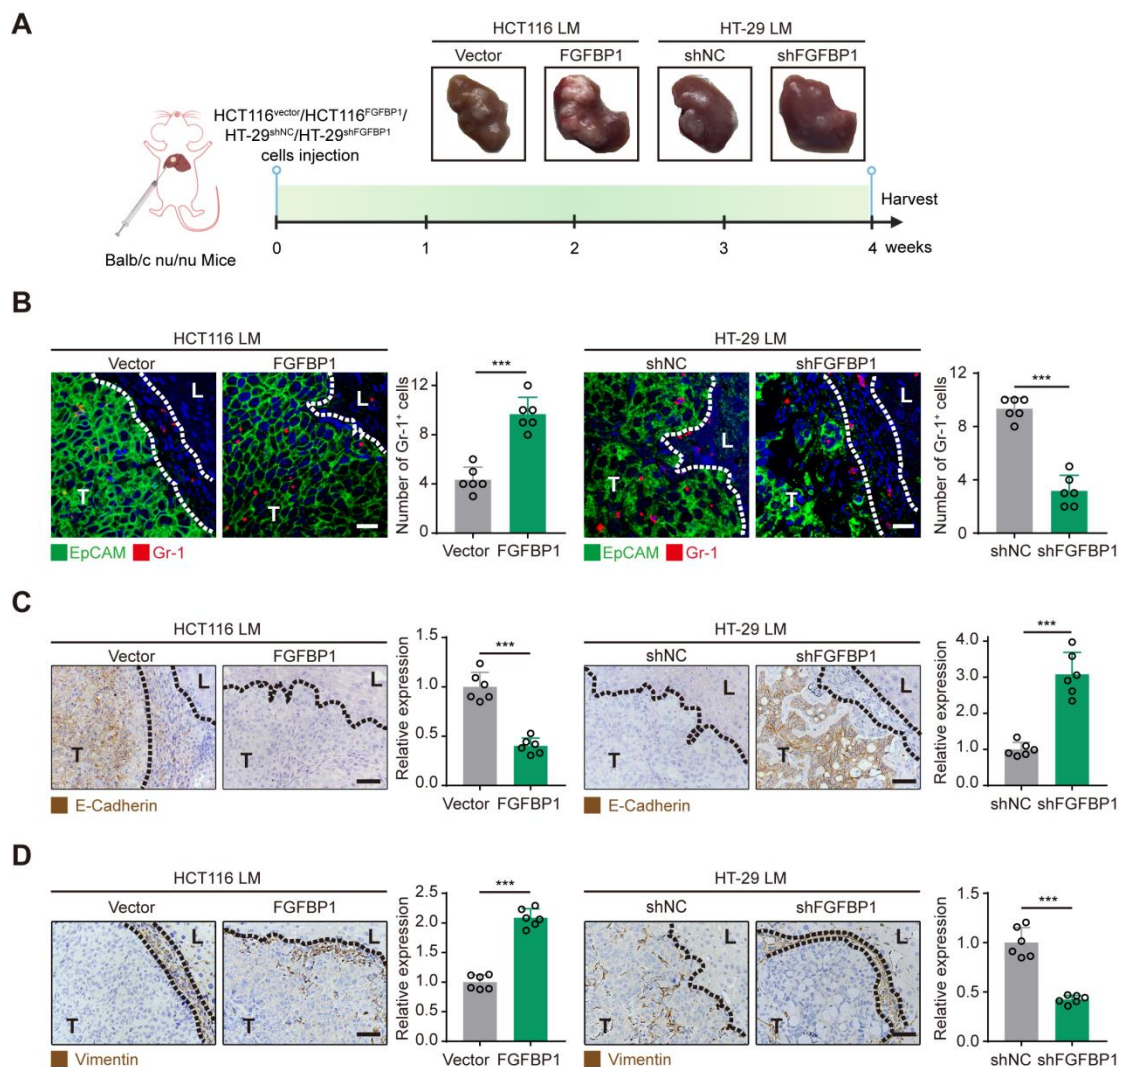 A
HCT116 LM
HT-29 LM
Vector
FGFBP1
shNC
shFGFBP1
HCT116vector/HCT116FGFBP1/
HT-29shNC/HT-29shFGFBP1
cells injection
Harvest
0
1
2
3
4
weeks
Balb/c nu/nu Mice
B
HCT116 LM
Vector
FGFBP1
L
T
L
T
EpCAM
Gr-1
Number of Gr-1+ cells
12
8
4
0
***
Vector
FGFBP1
HT-29 LM
shNC
shFGFBP1
L
T
L
T
EpCAM
Gr-1
Number of Gr-1+ cells
12
8
4
0
***
shNC
shFGFBP1
C
HCT116 LM
Vector
FGFBP1
L
T
L
T
E-Cadherin
Relative expression
1.5
1.0
0.5
0.0
***
Vector
FGFBP1
HT-29 LM
shNC
shFGFBP1
L
T
L
T
E-Cadherin
Relative expression
4.0
3.0
2.0
1.0
0.0
***
shNC
shFGFBP1
D
HCT116 LM
Vector
FGFBP1
L
T
L
T
Vimentin
Relative expression
2.5
2.0
1.5
1.0
0.5
0.0
***
Vector
FGFBP1
HT-29 LM
shNC
shFGFBP1
L
T
L
T
Vimentin
Relative expression
1.5
1.0
0.5
0.0
***
shNC
shFGFBP1